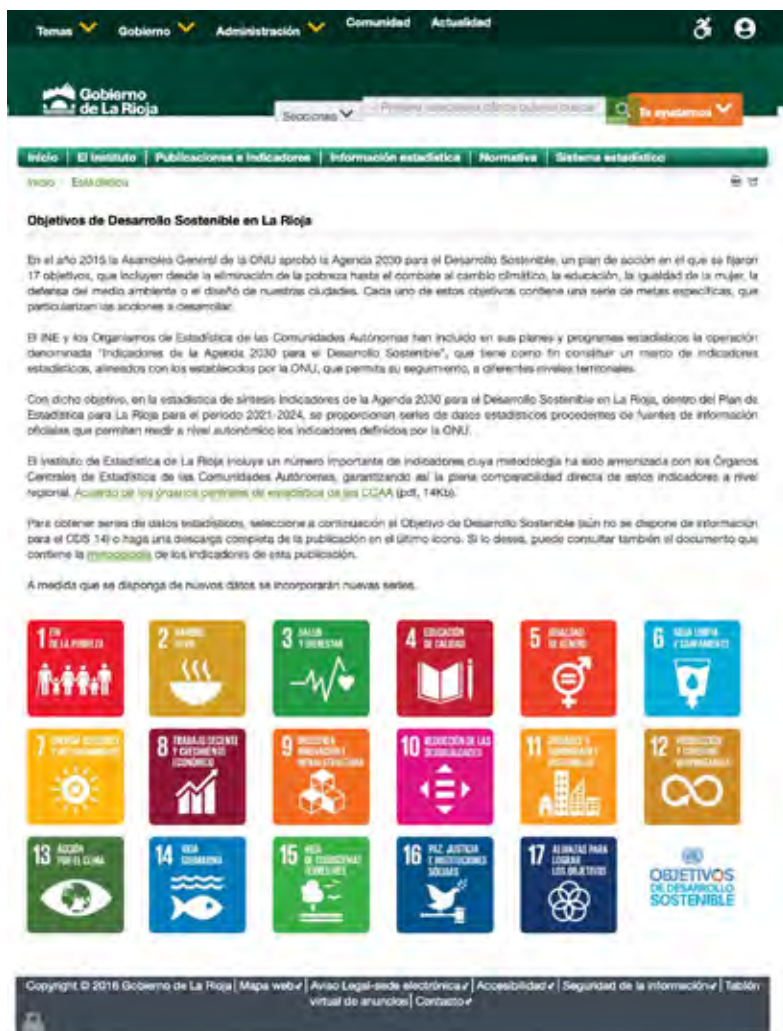 Temas Gobierno Administración Comunidad Actualidad
Gobierno
de La Rioja
Secciones
Te ayudamos
Inicio | El Instituto | Publicaciones e Indicadores | Información estadística | Normativa | Sistema estadístico
Inicio Estadística
Objetivos de Desarrollo Sostenible en La Rioja
En el año 2015 la Asamblea General de la ONU aprobó la Agenda 2030 para el Desarrollo Sostenible, un plan de acción en el que se fijaron
17 objetivos, que incluyen desde la eliminación de la pobreza hasta el combate al cambio climático, la educación, la igualdad de la mujer, la
defensa del medio ambiente o el diseño de nuestras ciudades. Cada uno de estos objetivos contiene una serie de metas específicas, que
particularizan las acciones a desarrollar.
El INE y los Organismos de Estadística de las Comunidades Autónomas han incluido en sus planes y programas estadísticos la operación
denominada "Indicadores de la Agenda 2030 para el Desarrollo Sostenible", que tiene como fin constituir un marco de indicadores
estadísticos, alineados con los establecidos por la ONU, que permita su seguimiento, a diferentes niveles territoriales.
Con dicho objetivo, en la estadística de síntesis Indicadores de la Agenda 2030 para el Desarrollo Sostenible en La Rioja, dentro del Plan de
Estadística para La Rioja para el periodo 2021-2024, se proporcionan series de datos estadísticos procedentes de fuentes de información
oficiales que permiten medir a nivel autonómico los indicadores definidos por la ONU.
El Instituto de Estadística de La Rioja incluye un número importante de indicadores cuya metodología ha sido armonizada con los Órganos
Centrales de Estadística de las Comunidades Autónomas, garantizando así la plena comparabilidad directa de estos indicadores a nivel
regional. Acuerdo de los órganos centrales de estadística de las CCAA (pdf, 14Kb).
Para obtener series de datos estadísticos, seleccione a continuación el Objetivo de Desarrollo Sostenible (aún no se dispone de información
para el ODS 14) o haga una descarga completa de la publicación en el último icono. Si lo desea, puede consultar también el documento que
contiene la metodología de los indicadores de esta publicación.
A medida que se disponga de nuevos datos se incorporarán nuevas series.
1 FIN
DE LA POBREZA
2 HAMBRE
CERO
3 SALUD
Y BIENESTAR
4 EDUCACIÓN
DE CALIDAD
5 IGUALDAD
DE GÉNERO
6 AGUA LIMPIA
Y SANEAMIENTO
7
8 TRABAJO DECENTE
Y CRECIMIENTO
ECONÓMICO
9 INDUSTRIA
INNOVACIÓN E
INFRAESTRUCTURA
10 REDUCCIÓN DE LAS
DESIGUALDADES
11 CIUDADES Y
COMUNIDADES
SOSTENIBLES
12 PRODUCCIÓN
Y CONSUMO
RESPONSABLES
13 ACCIÓN
POR EL CLIMA
14 VIDA
SUBMARINA
15 VIDA
DE ECOSISTEMAS
TERRESTRES
16 PAZ, JUSTICIA
E INSTITUCIONES
SÓLIDAS
17 ALIANZAS PARA
LOGRAR
LOS OBJETIVOS
OBJETIVOS
DE DESARROLLO
SOSTENIBLE
Copyright © 2016 Gobierno de La Rioja | Mapa web | Aviso Legal-sede electrónica | Accesibilidad | Seguridad de la información | Tablón
virtual de anuncios | Contacto